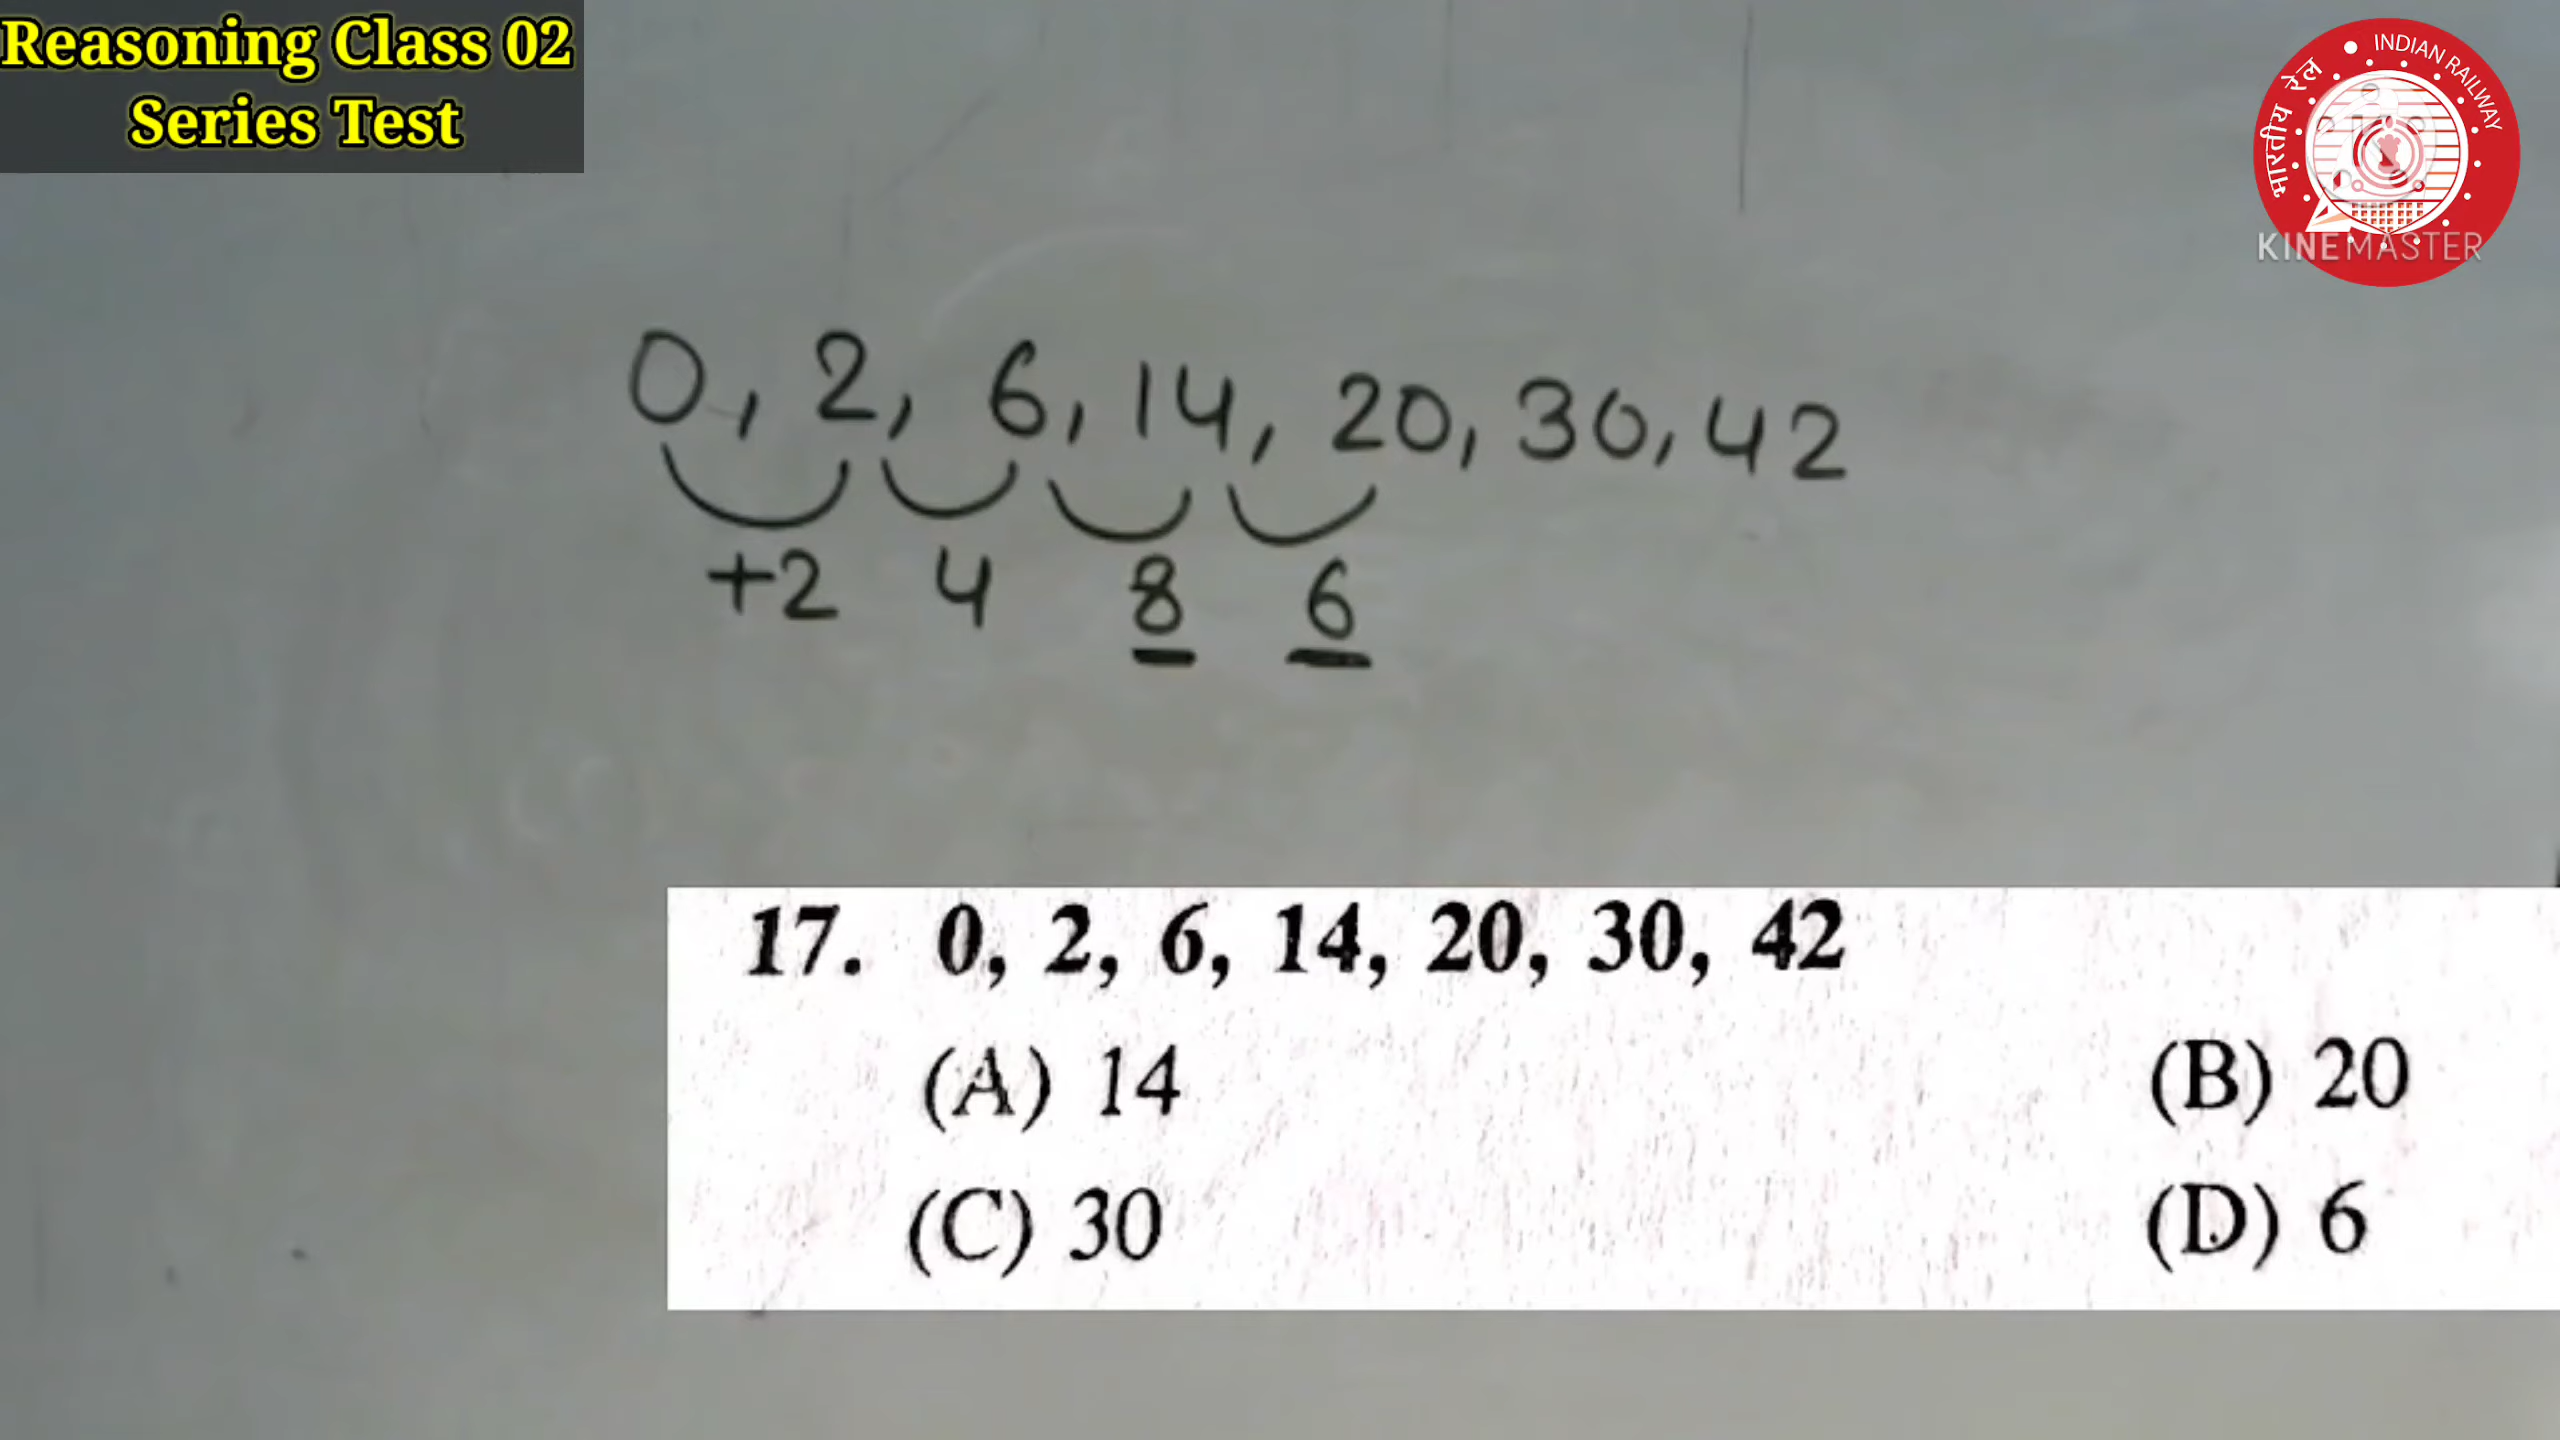 Reasoning Class 02
Series Test
भारतीय रेल INDIAN RAILWAY
KINEMASTER
0, 2, 6, 14, 20, 30, 42
+2 4 8 6
17. 0, 2, 6, 14, 20, 30, 42
(A) 14 (B) 20
(C) 30 (D) 6